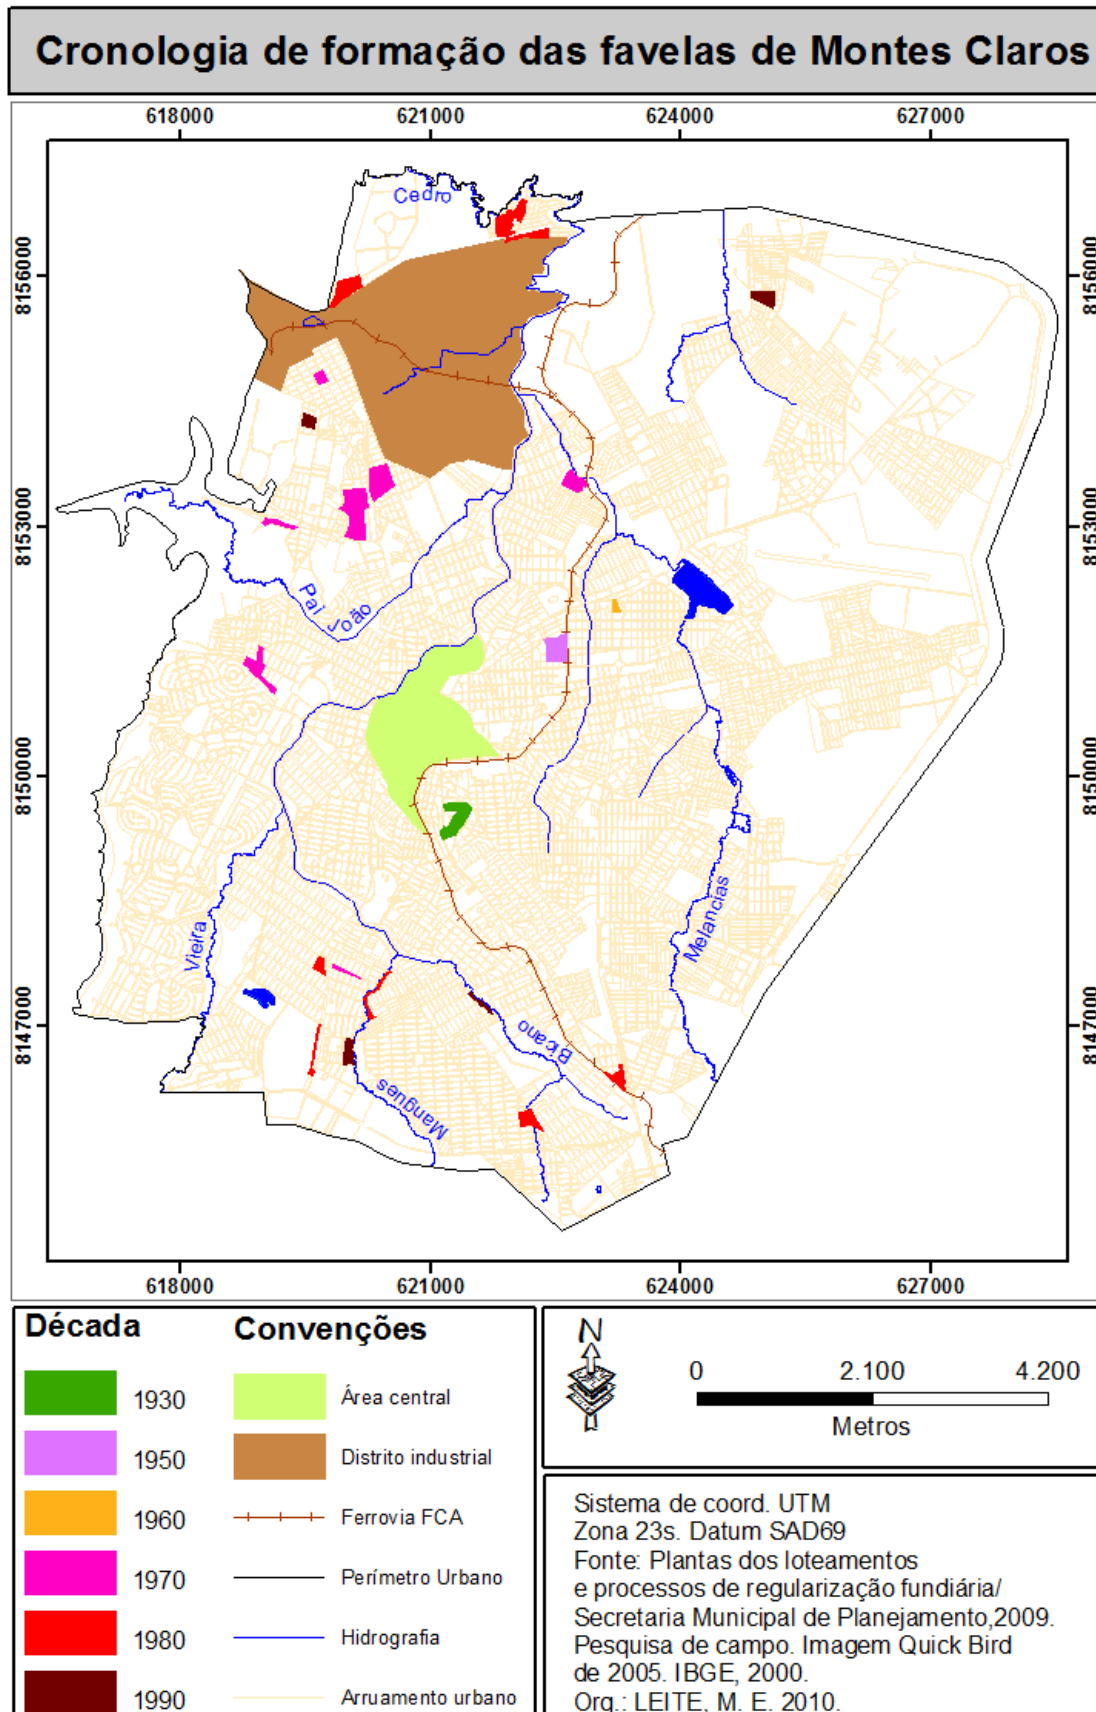 Cronologia de formação das favelas de Montes Claros
618000 621000 624000 627000
8156000 8156000
8153000 8153000
8150000 8150000
8147000 8147000
Cedro
Pai João
Vieira
Melancias
Bicano
Mangues
618000 621000 624000 627000
Década
1930
1950
1960
1970
1980
1990
Convenções
Área central
Distrito industrial
Ferrovia FCA
Perímetro Urbano
Hidrografia
Arruamento urbano
N
0 2.100 4.200
Metros
Sistema de coord. UTM
Zona 23s. Datum SAD69
Fonte: Plantas dos loteamentos
e processos de regularização fundiária/
Secretaria Municipal de Planejamento,2009.
Pesquisa de campo. Imagem Quick Bird
de 2005. IBGE, 2000.
Org.: LEITE, M. E. 2010.